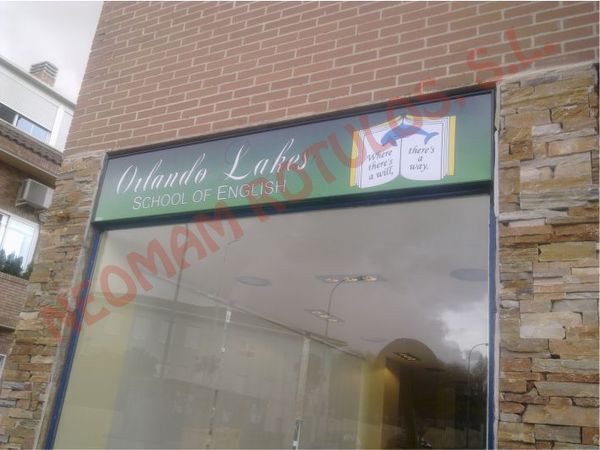 Orlando Lakes
SCHOOL OF ENGLISH
Where
there's
a will,
there's
a
way.
NEOMAM ROTULOS, S.L.